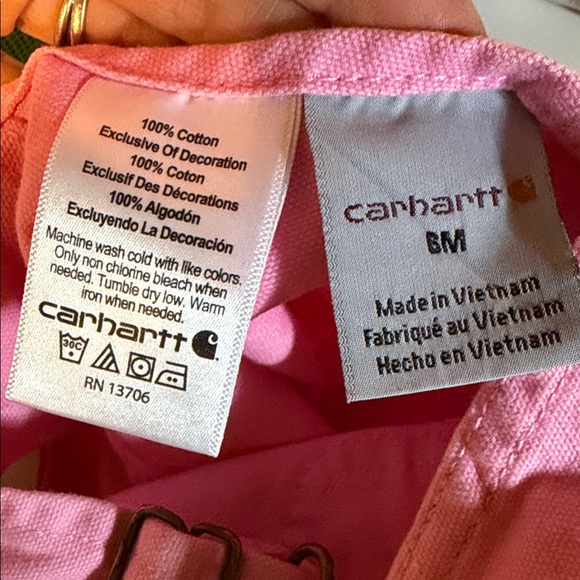 100% Cotton
Exclusive Of Decoration
100% Coton
Exclusif Des Décorations
100% Algodón
Excluyendo La Decoración
Machine wash cold with like colors.
Only non chlorine bleach when
needed. Tumble dry low. Warm
iron when needed.
carhartt
30C
RN 13706
carhartt
6M
Made in Vietnam
Fabriqué au Vietnam
Hecho en Vietnam